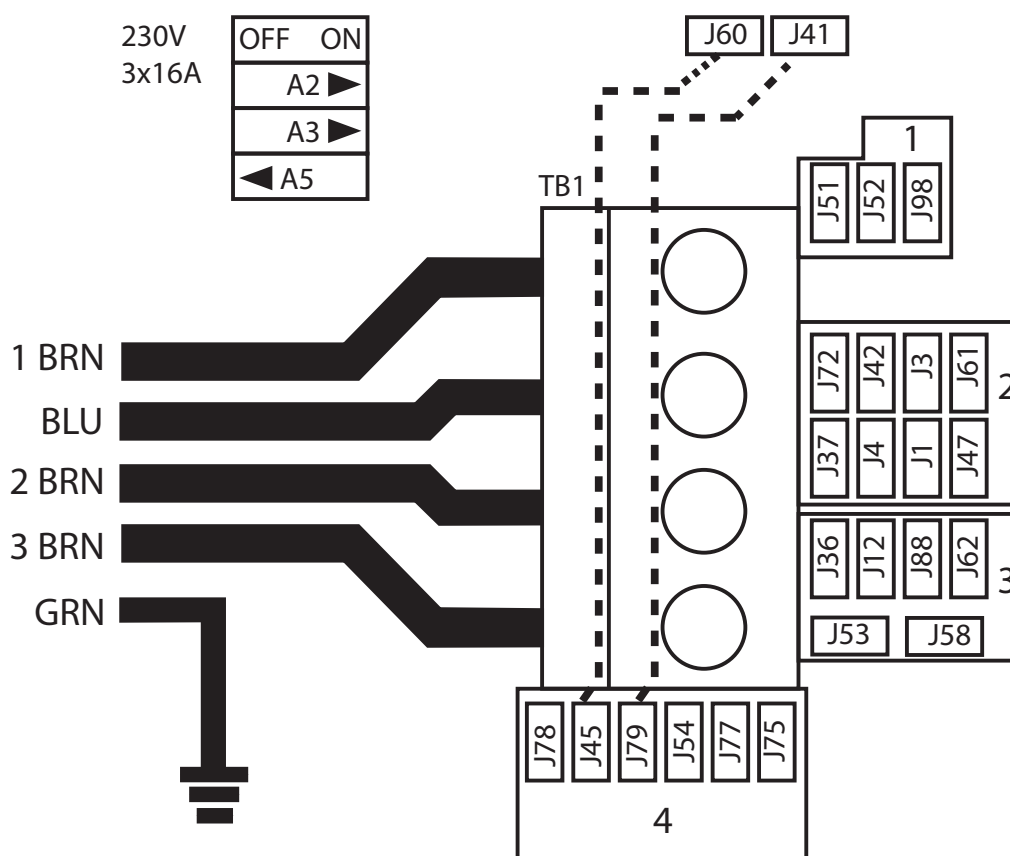 230V
3x16A
OFF ON
A2
A3
A5
J60 J41
1
J51 J52 J98
TB1
1 BRN
BLU
2 BRN
3 BRN
GRN
J72 J42 J3 J61
2
J37 J4 J1 J47
J36 J12 J88 J62
3
J53 J58
J78 J45 J79 J54 J77 J75
4